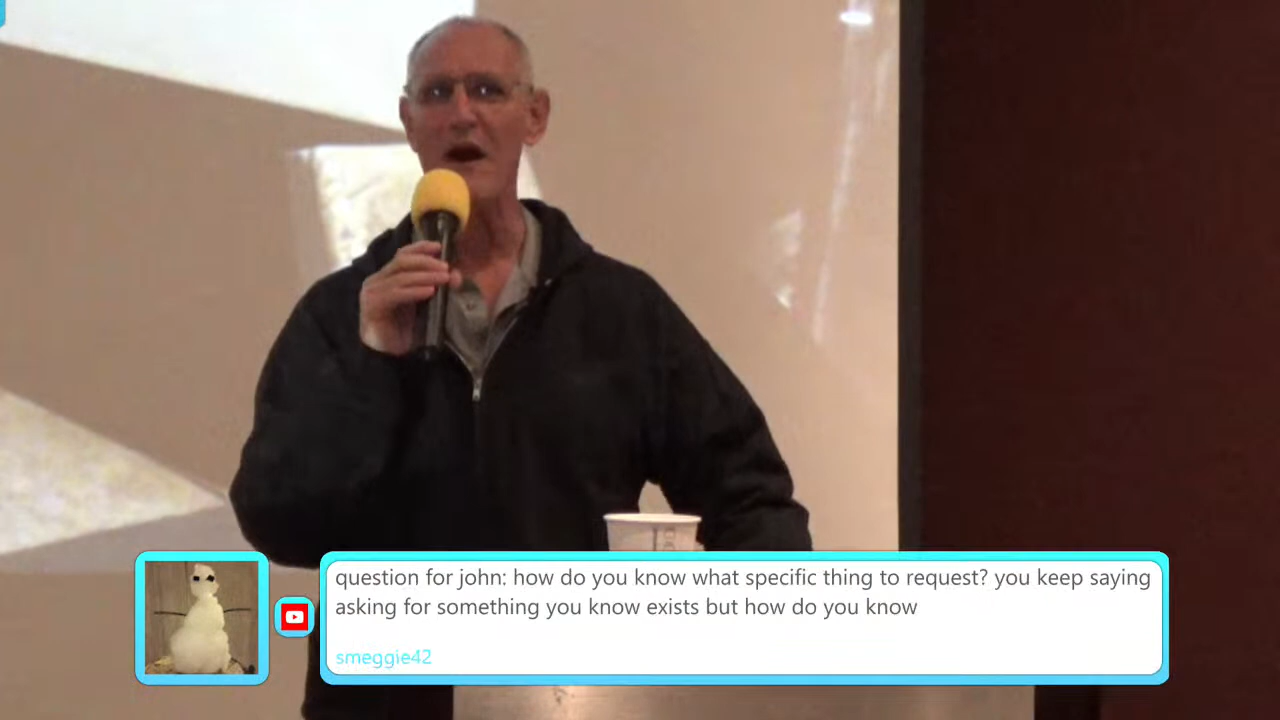 question for john: how do you know what specific thing to request? you keep saying
asking for something you know exists but how do you know
smeggie42